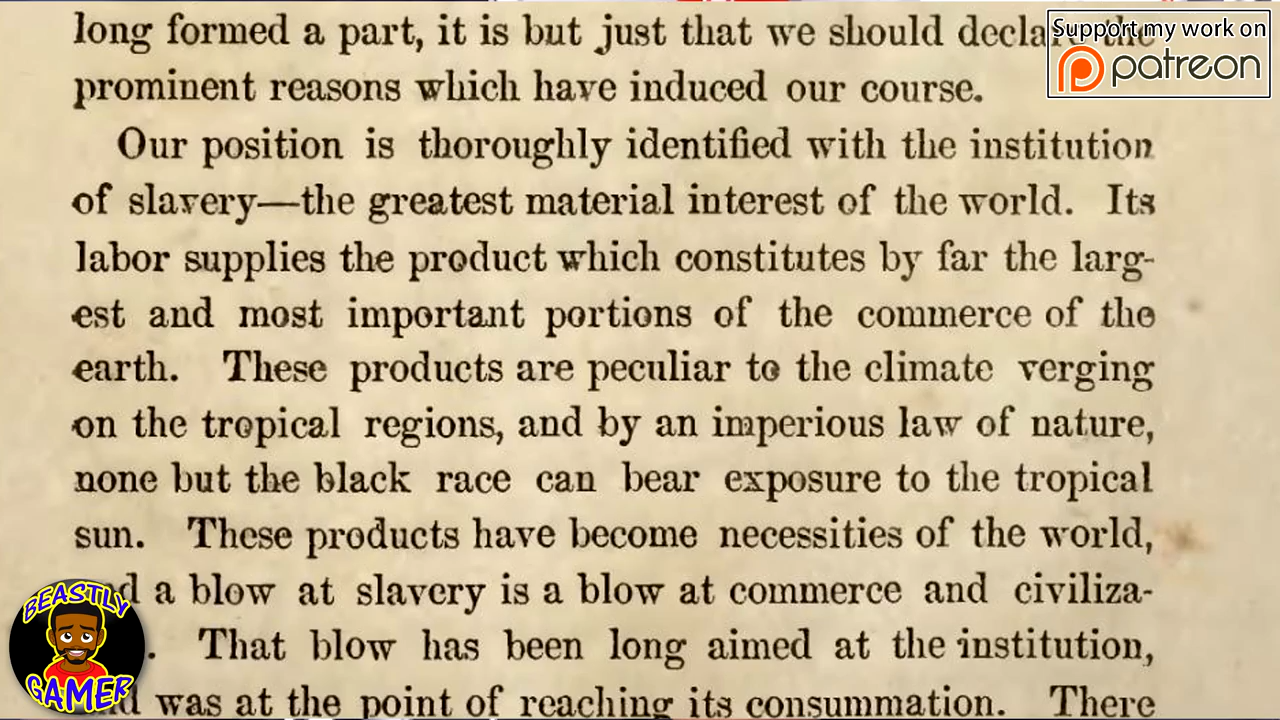 long formed a part, it is but just that we should declare the
prominent reasons which have induced our course.
Our position is thoroughly identified with the institution
of slavery—the greatest material interest of the world. Its
labor supplies the product which constitutes by far the larg-
est and most important portions of the commerce of the
earth. These products are peculiar to the climate verging
on the tropical regions, and by an imperious law of nature,
none but the black race can bear exposure to the tropical
sun. These products have become necessities of the world,
a blow at slavery is a blow at commerce and civiliza-
That blow has been long aimed at the institution,
was at the point of reaching its consummation. There
Support my work on
patreon
BEASTLY
GAMER